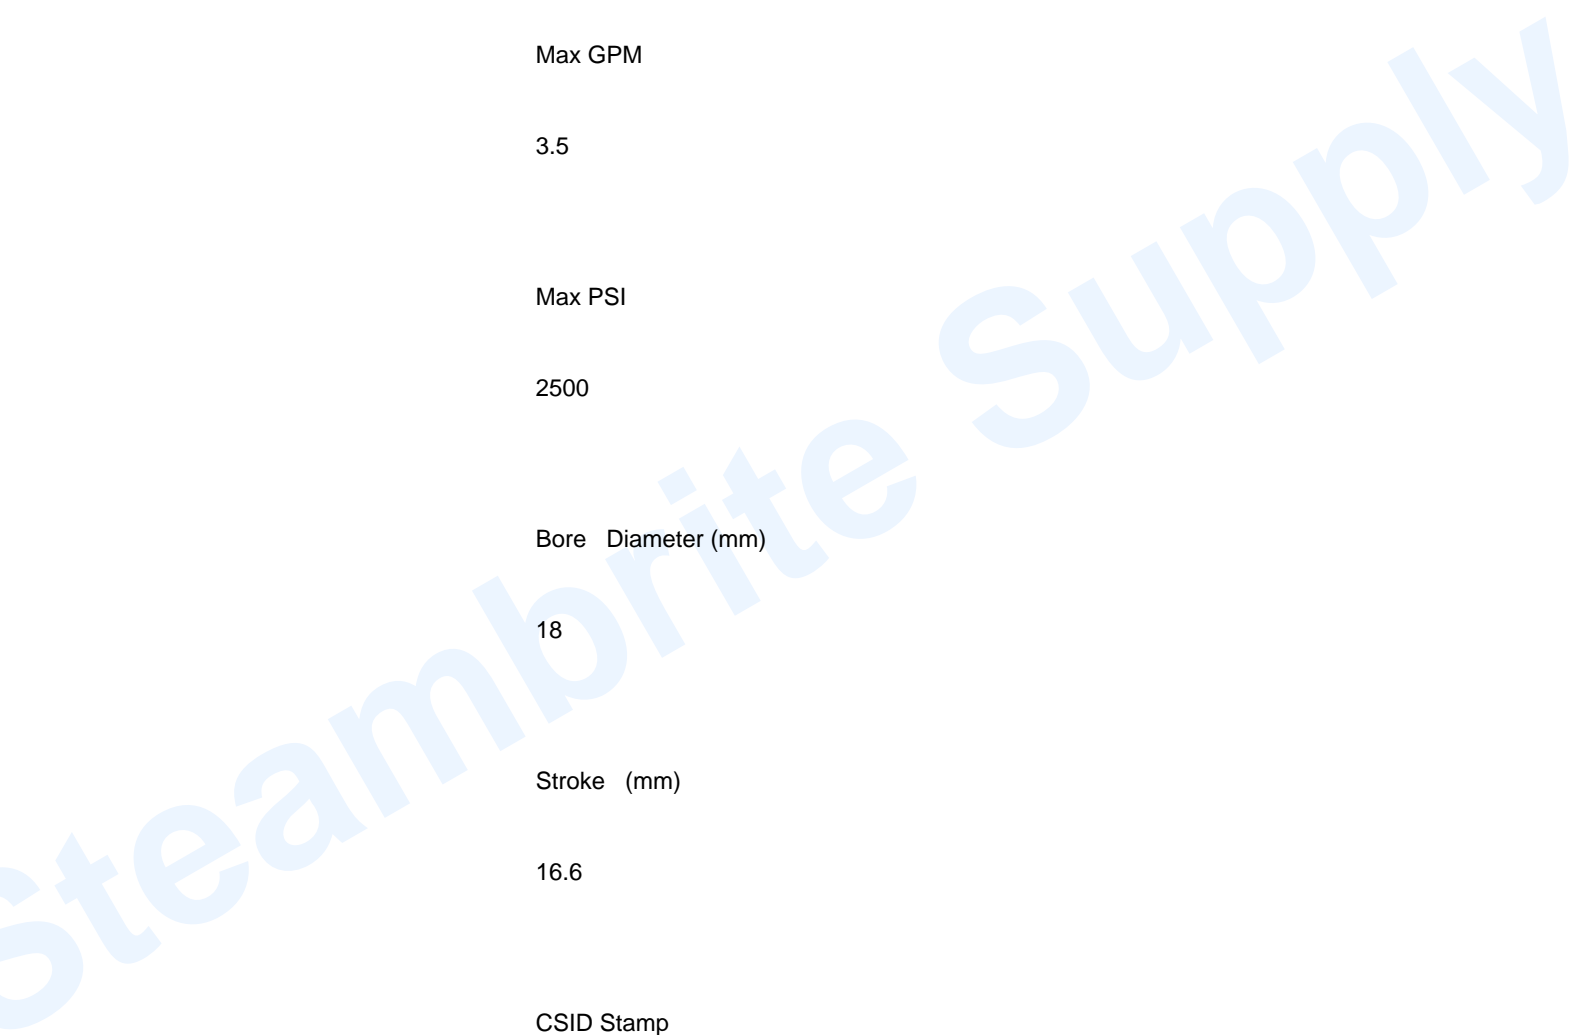 Max GPM
3.5
Max PSI
2500
Bore Diameter (mm)
18
Stroke (mm)
16.6
CSID Stamp
Steambrite Supply